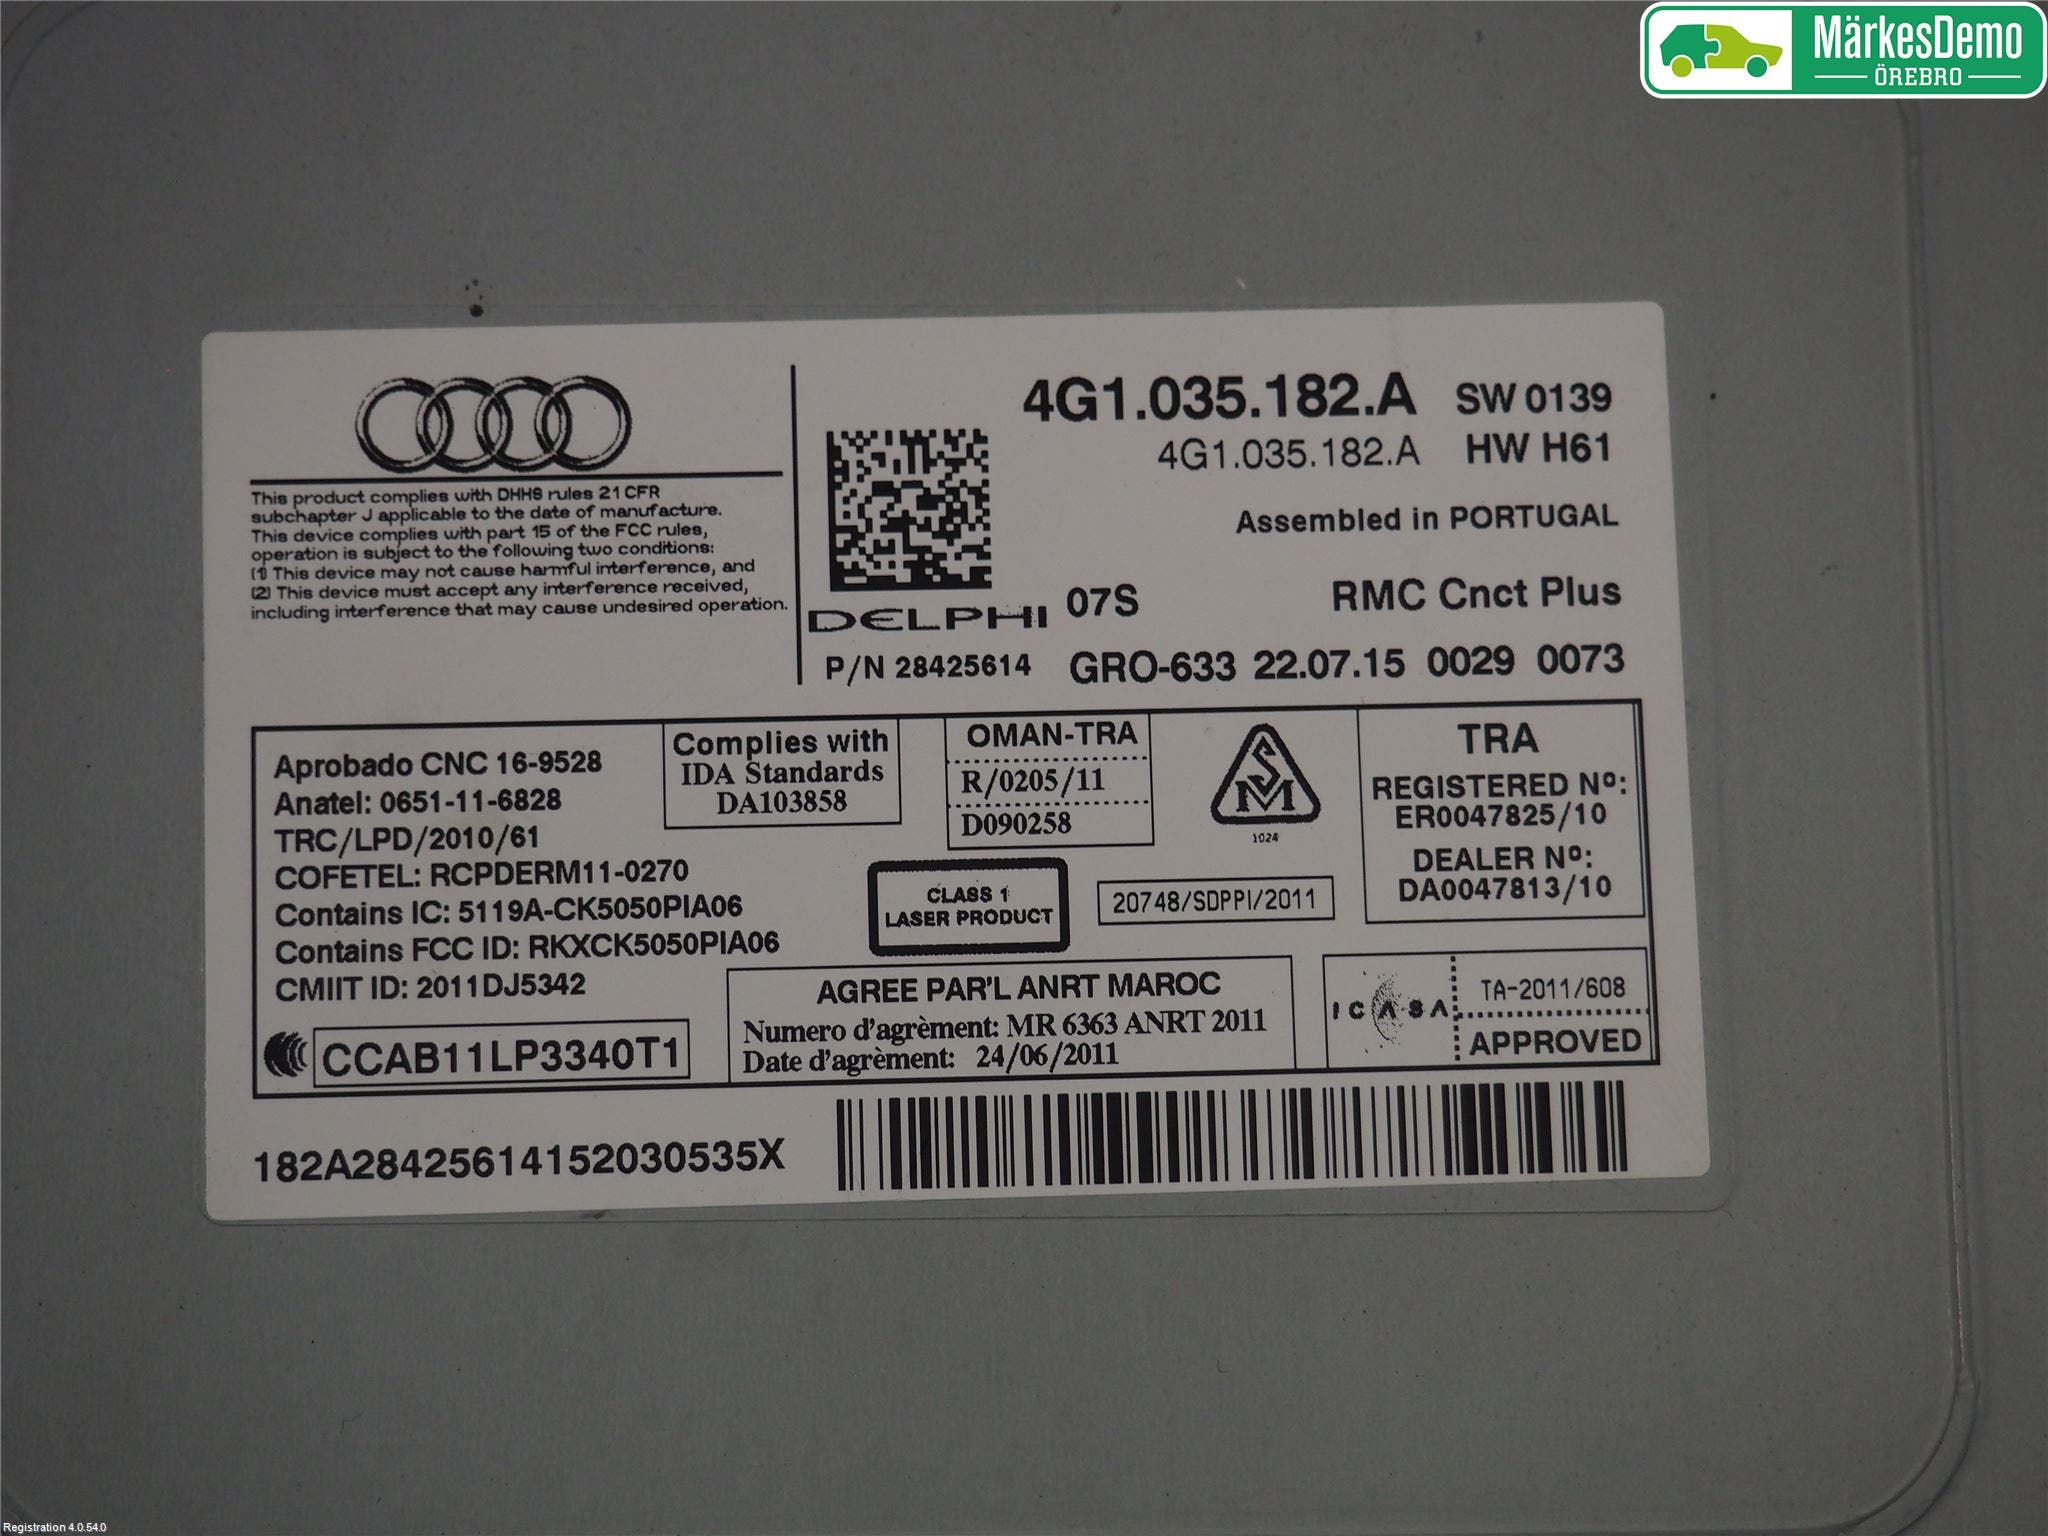 MärkesDemo
ÖREBRO
This product complies with DHHS rules 21 CFR
subchapter J applicable to the date of manufacture.
This device complies with part 15 of the FCC rules,
operation is subject to the following two conditions:
(1) This device may not cause harmful interference, and
(2) This device must accept any interference received,
including interference that may cause undesired operation.
4G1.035.182.A SW 0139
4G1.035.182.A HW H61
Assembled in PORTUGAL
DELPHI 07S RMC Cnct Plus
P/N 28425614 GRO-633 22.07.15 0029 0073
Aprobado CNC 16-9528
Anatel: 0651-11-6828
TRC/LPD/2010/61
COFETEL: RCPDERM11-0270
Contains IC: 5119A-CK5050PIA06
Contains FCC ID: RKXCK5050PIA06
CMIIT ID: 2011DJ5342
CCAB11LP3340T1
Complies with
IDA Standards
DA103858
OMAN-TRA
R/0205/11
D090258
SM
1024
TRA
REGISTERED Nº:
ER0047825/10
DEALER Nº:
DA0047813/10
CLASS 1
LASER PRODUCT
20748/SDPPI/2011
AGREE PAR'L ANRT MAROC
Numero d'agrèment: MR 6363 ANRT 2011
Date d'agrèment: 24/06/2011
ICASA
TA-2011/608
APPROVED
182A28425614152030535X
Registration 4.0.54.0